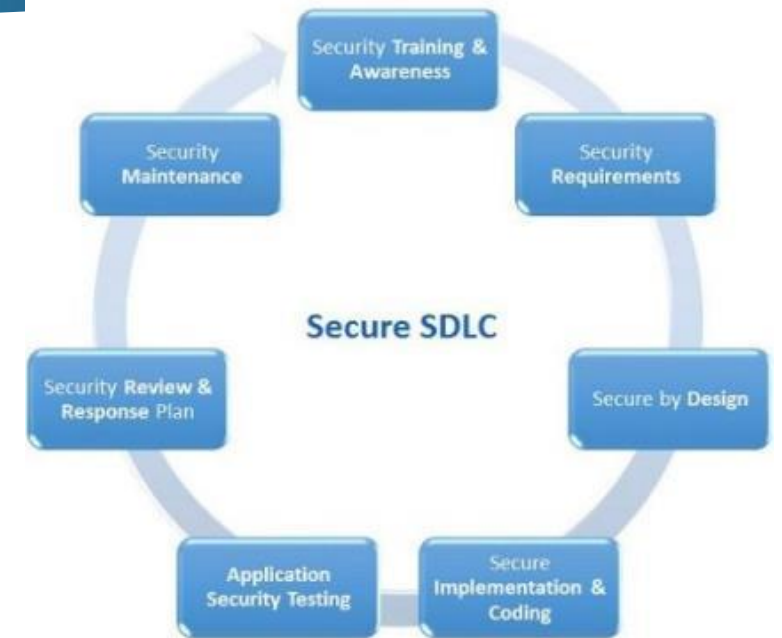 Security Training &
Awareness
Security
Requirements
Secure by Design
Secure
Implementation &
Coding
Application
Security Testing
Security Review &
Response Plan
Security
Maintenance
Secure SDLC